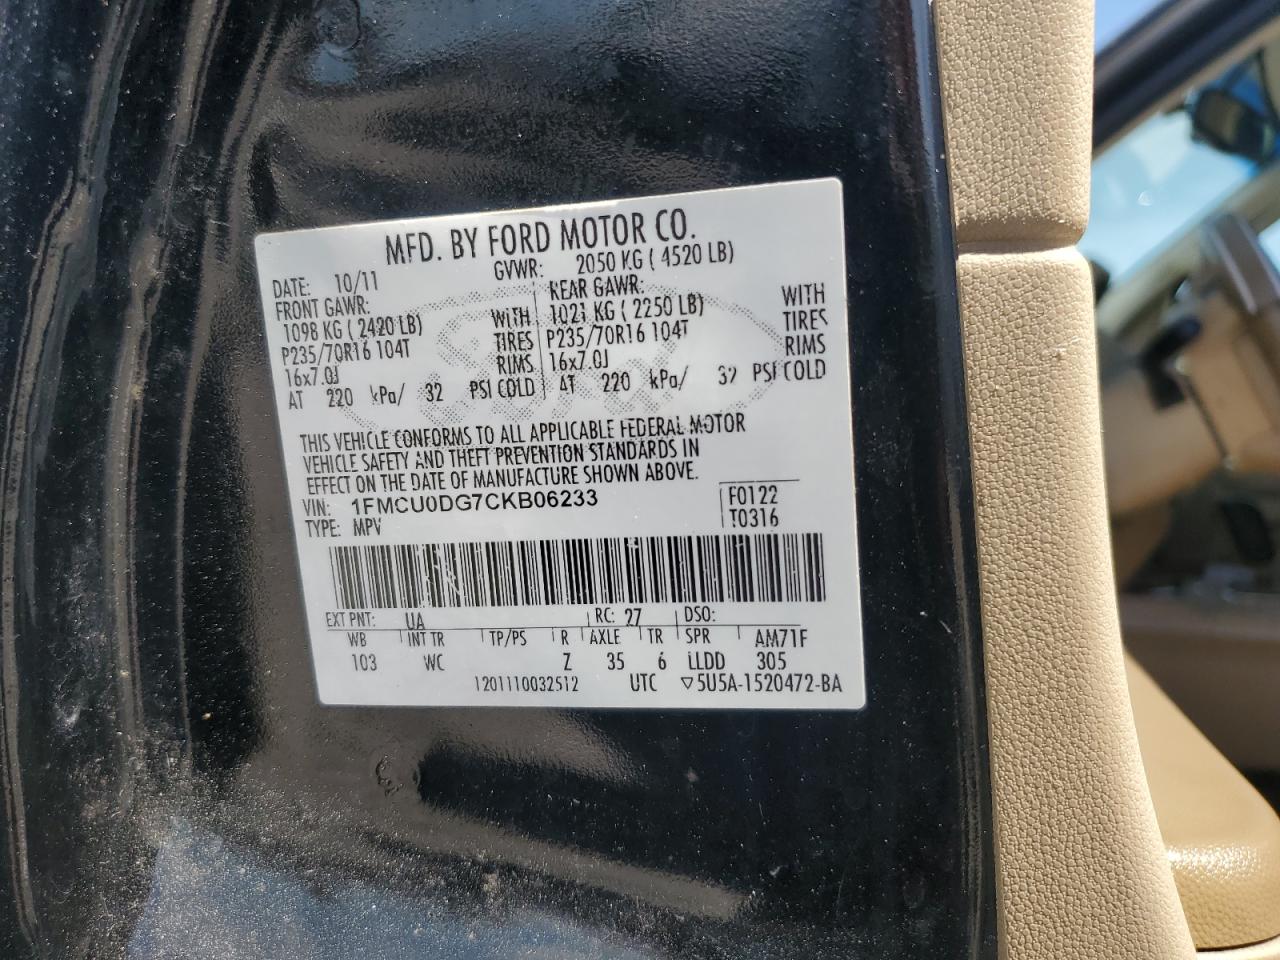 MFD. BY FORD MOTOR CO.
DATE: 10/11 GVWR: 2050 KG ( 4520 LB)
FRONT GAWR: REAR GAWR:
1098 KG ( 2420 LB) WITH 1021 KG ( 2250 LB) WITH
P235/70R16 104T TIRES P235/70R16 104T TIRES
16x7.0J RIMS 16x7.0J RIMS
AT 220 kPa/ 32 PSI COLD AT 220 kPa/ 32 PSI COLD
THIS VEHICLE CONFORMS TO ALL APPLICABLE FEDERAL MOTOR
VEHICLE SAFETY AND THEFT PREVENTION STANDARDS IN
EFFECT ON THE DATE OF MANUFACTURE SHOWN ABOVE.
VIN: 1FMCU0DG7CKB06233 F0122
TYPE: MPV T0316
EXT PNT: UA RC: 27 DSO:
WB INT TR TP/PS R AXLE TR SPR AM71F
103 WC Z 35 6 iLLDD 305
1201110032512 UTC ▽5U5A-1520472-BA